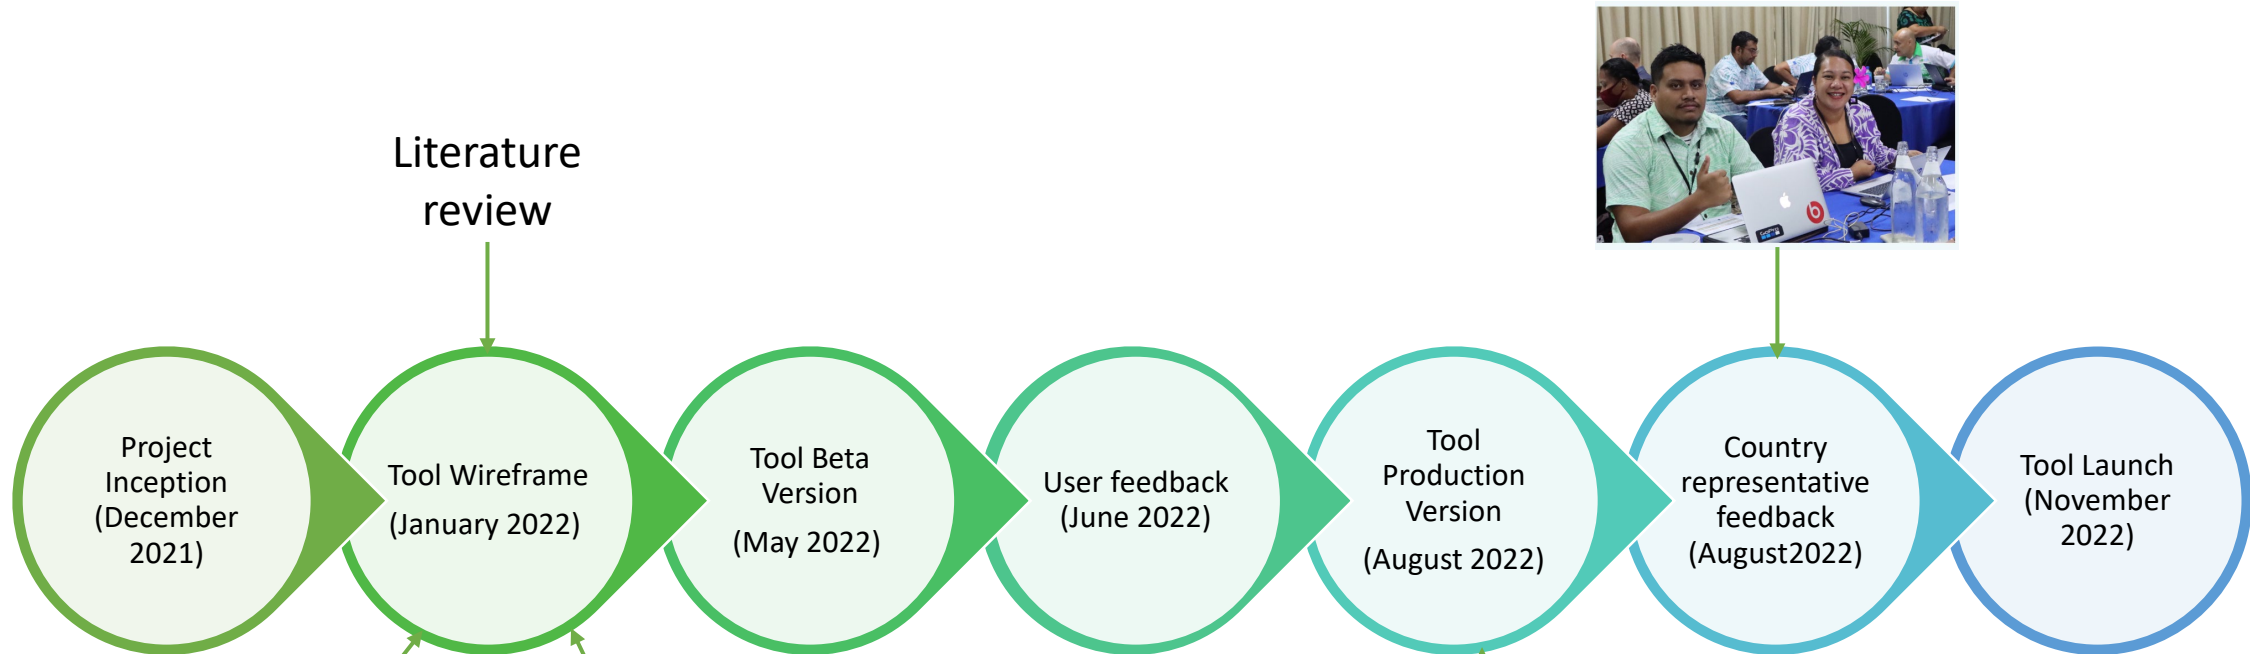 Literature
review
Project
Inception
(December
2021)
Tool Wireframe
(January 2022)
Tool Beta
Version
(May 2022)
User feedback
(June 2022)
Tool
Production
Version
(August 2022)
Country
representative
feedback
(August2022)
Tool Launch
(November
2022)
GoPro